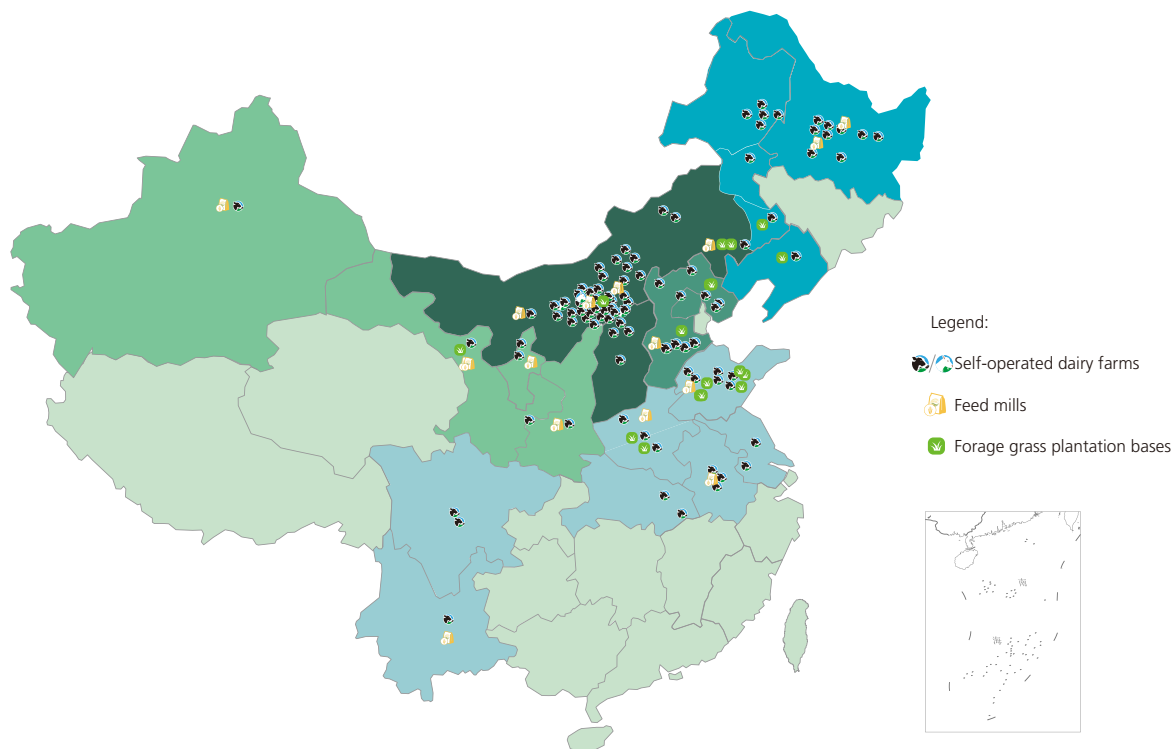 Legend:
/ Self-operated dairy farms
Feed mills
Forage grass plantation bases